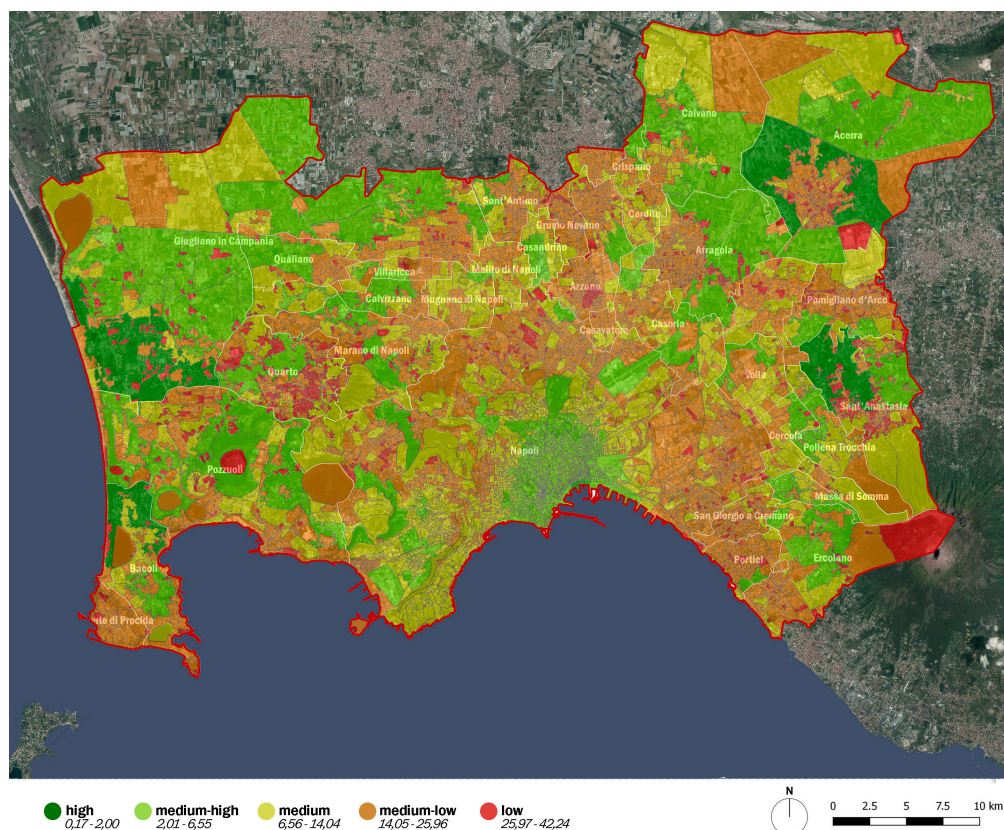 Caivano
Acerra
Crispano
Sant'Antimo
Cardito
Grumo Nevano
Giugliano in Campania
Casandrino
Afragola
Qualiano
Villaricca
Melito di Napoli
Arzano
Calvizzano
Mugnano di Napoli
Pomigliano d'Arco
Casavatore
Casoria
Marano di Napoli
Quarto
Volla
Sant'Anastasia
Cercola
Napoli
Pollena Trocchia
Pozzuoli
Massa di Somma
San Giorgio a Cremano
Portici
Ercolano
Bacoli
nte di Procida
N
high
0,17 - 2,00
medium-high
2,01 - 6,55
medium
6,56 - 14,04
medium-low
14,05 - 25,96
low
25,97 - 42,24
0 2.5 5 7.5 10 km